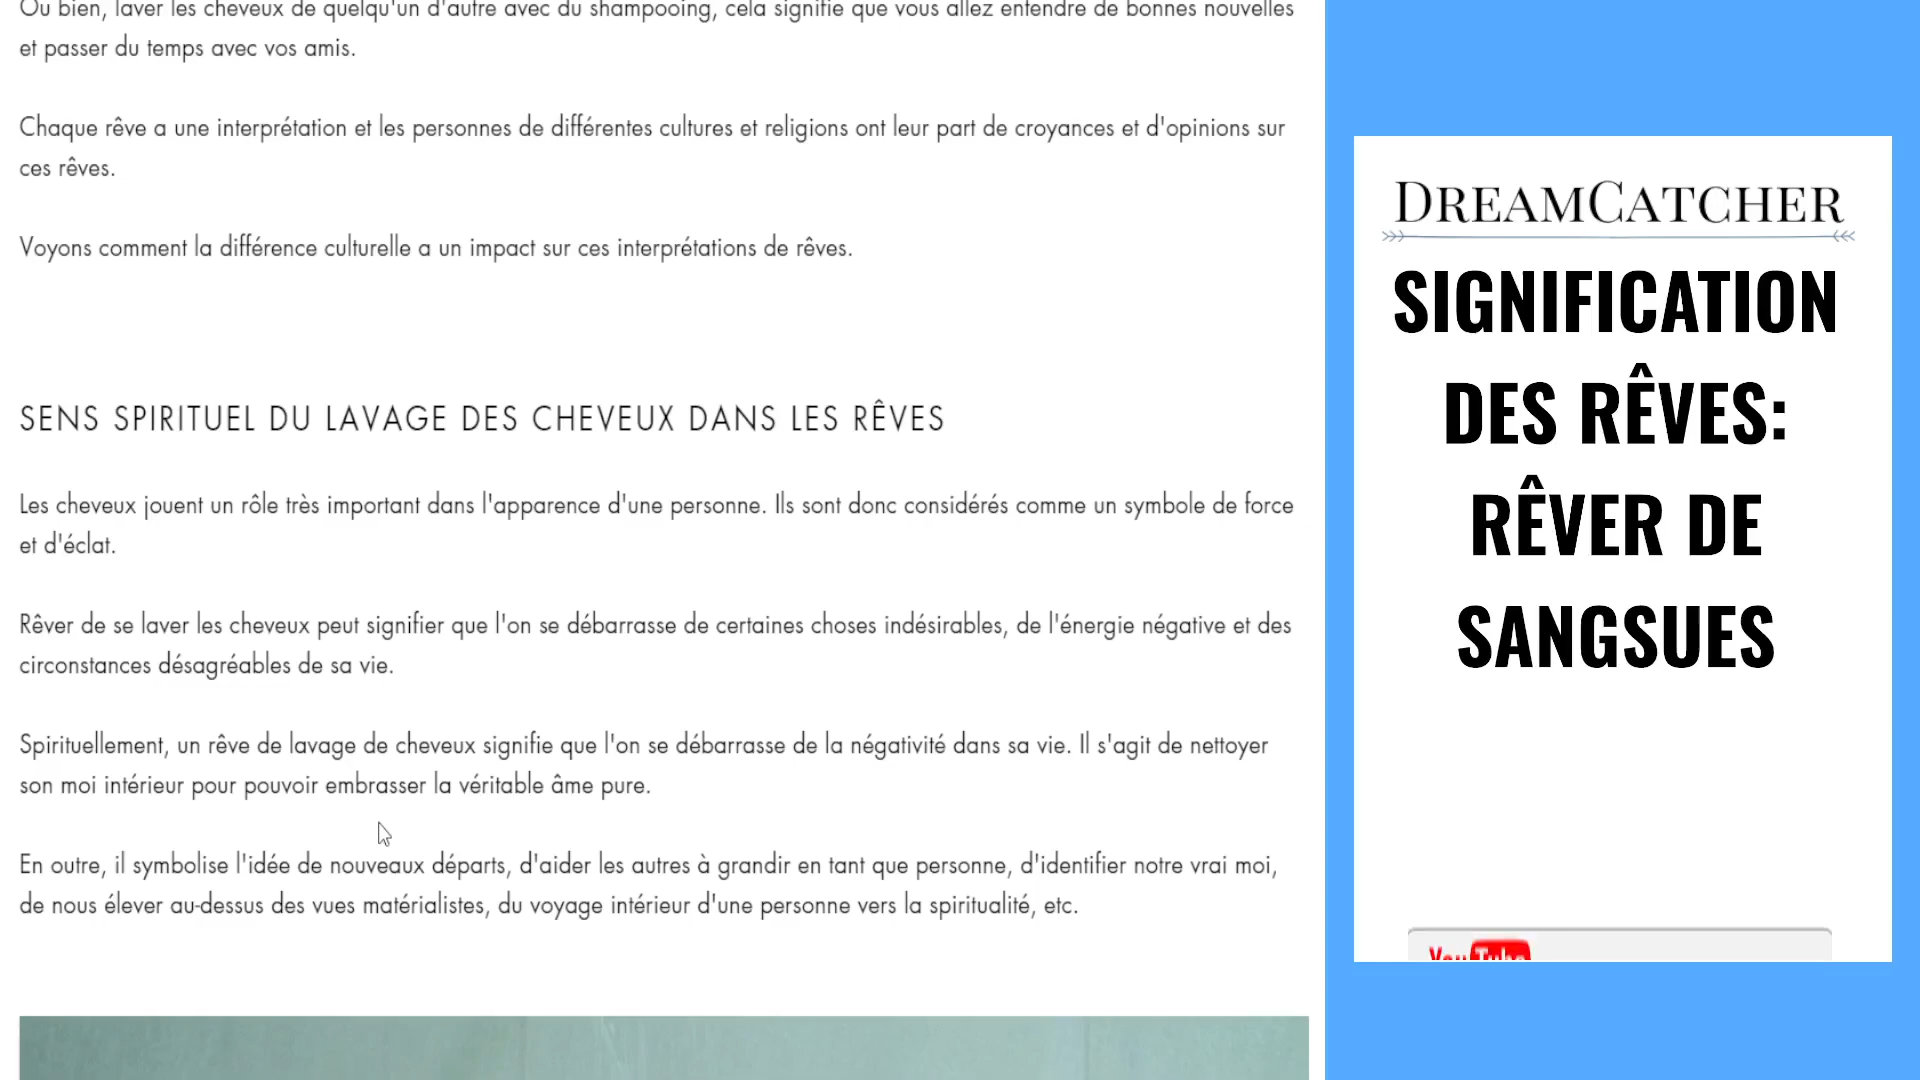 Ou bien, laver les cheveux de quelqu'un d'autre avec du shampooing, cela signifie que vous allez entendre de bonnes nouvelles
et passer du temps avec vos amis.
Chaque rêve a une interprétation et les personnes de différentes cultures et religions ont leur part de croyances et d'opinions sur
ces rêves.
Voyons comment la différence culturelle a un impact sur ces interprétations de rêves.
SENS SPIRITUEL DU LAVAGE DES CHEVEUX DANS LES RÊVES
Les cheveux jouent un rôle très important dans l'apparence d'une personne. Ils sont donc considérés comme un symbole de force
et d'éclat.
Rêver de se laver les cheveux peut signifier que l'on se débarrasse de certaines choses indésirables, de l'énergie négative et des
circonstances désagréables de sa vie.
Spirituellement, un rêve de lavage de cheveux signifie que l'on se débarrasse de la négativité dans sa vie. Il s'agit de nettoyer
son moi intérieur pour pouvoir embrasser la véritable âme pure.
En outre, il symbolise l'idée de nouveaux départs, d'aider les autres à grandir en tant que personne, d'identifier notre vrai moi,
de nous élever au-dessus des vues matérialistes, du voyage intérieur d'une personne vers la spiritualité, etc.
DREAMCATCHER
SIGNIFICATION
DES RÊVES:
RÊVER DE
SANGSUES
YouTube